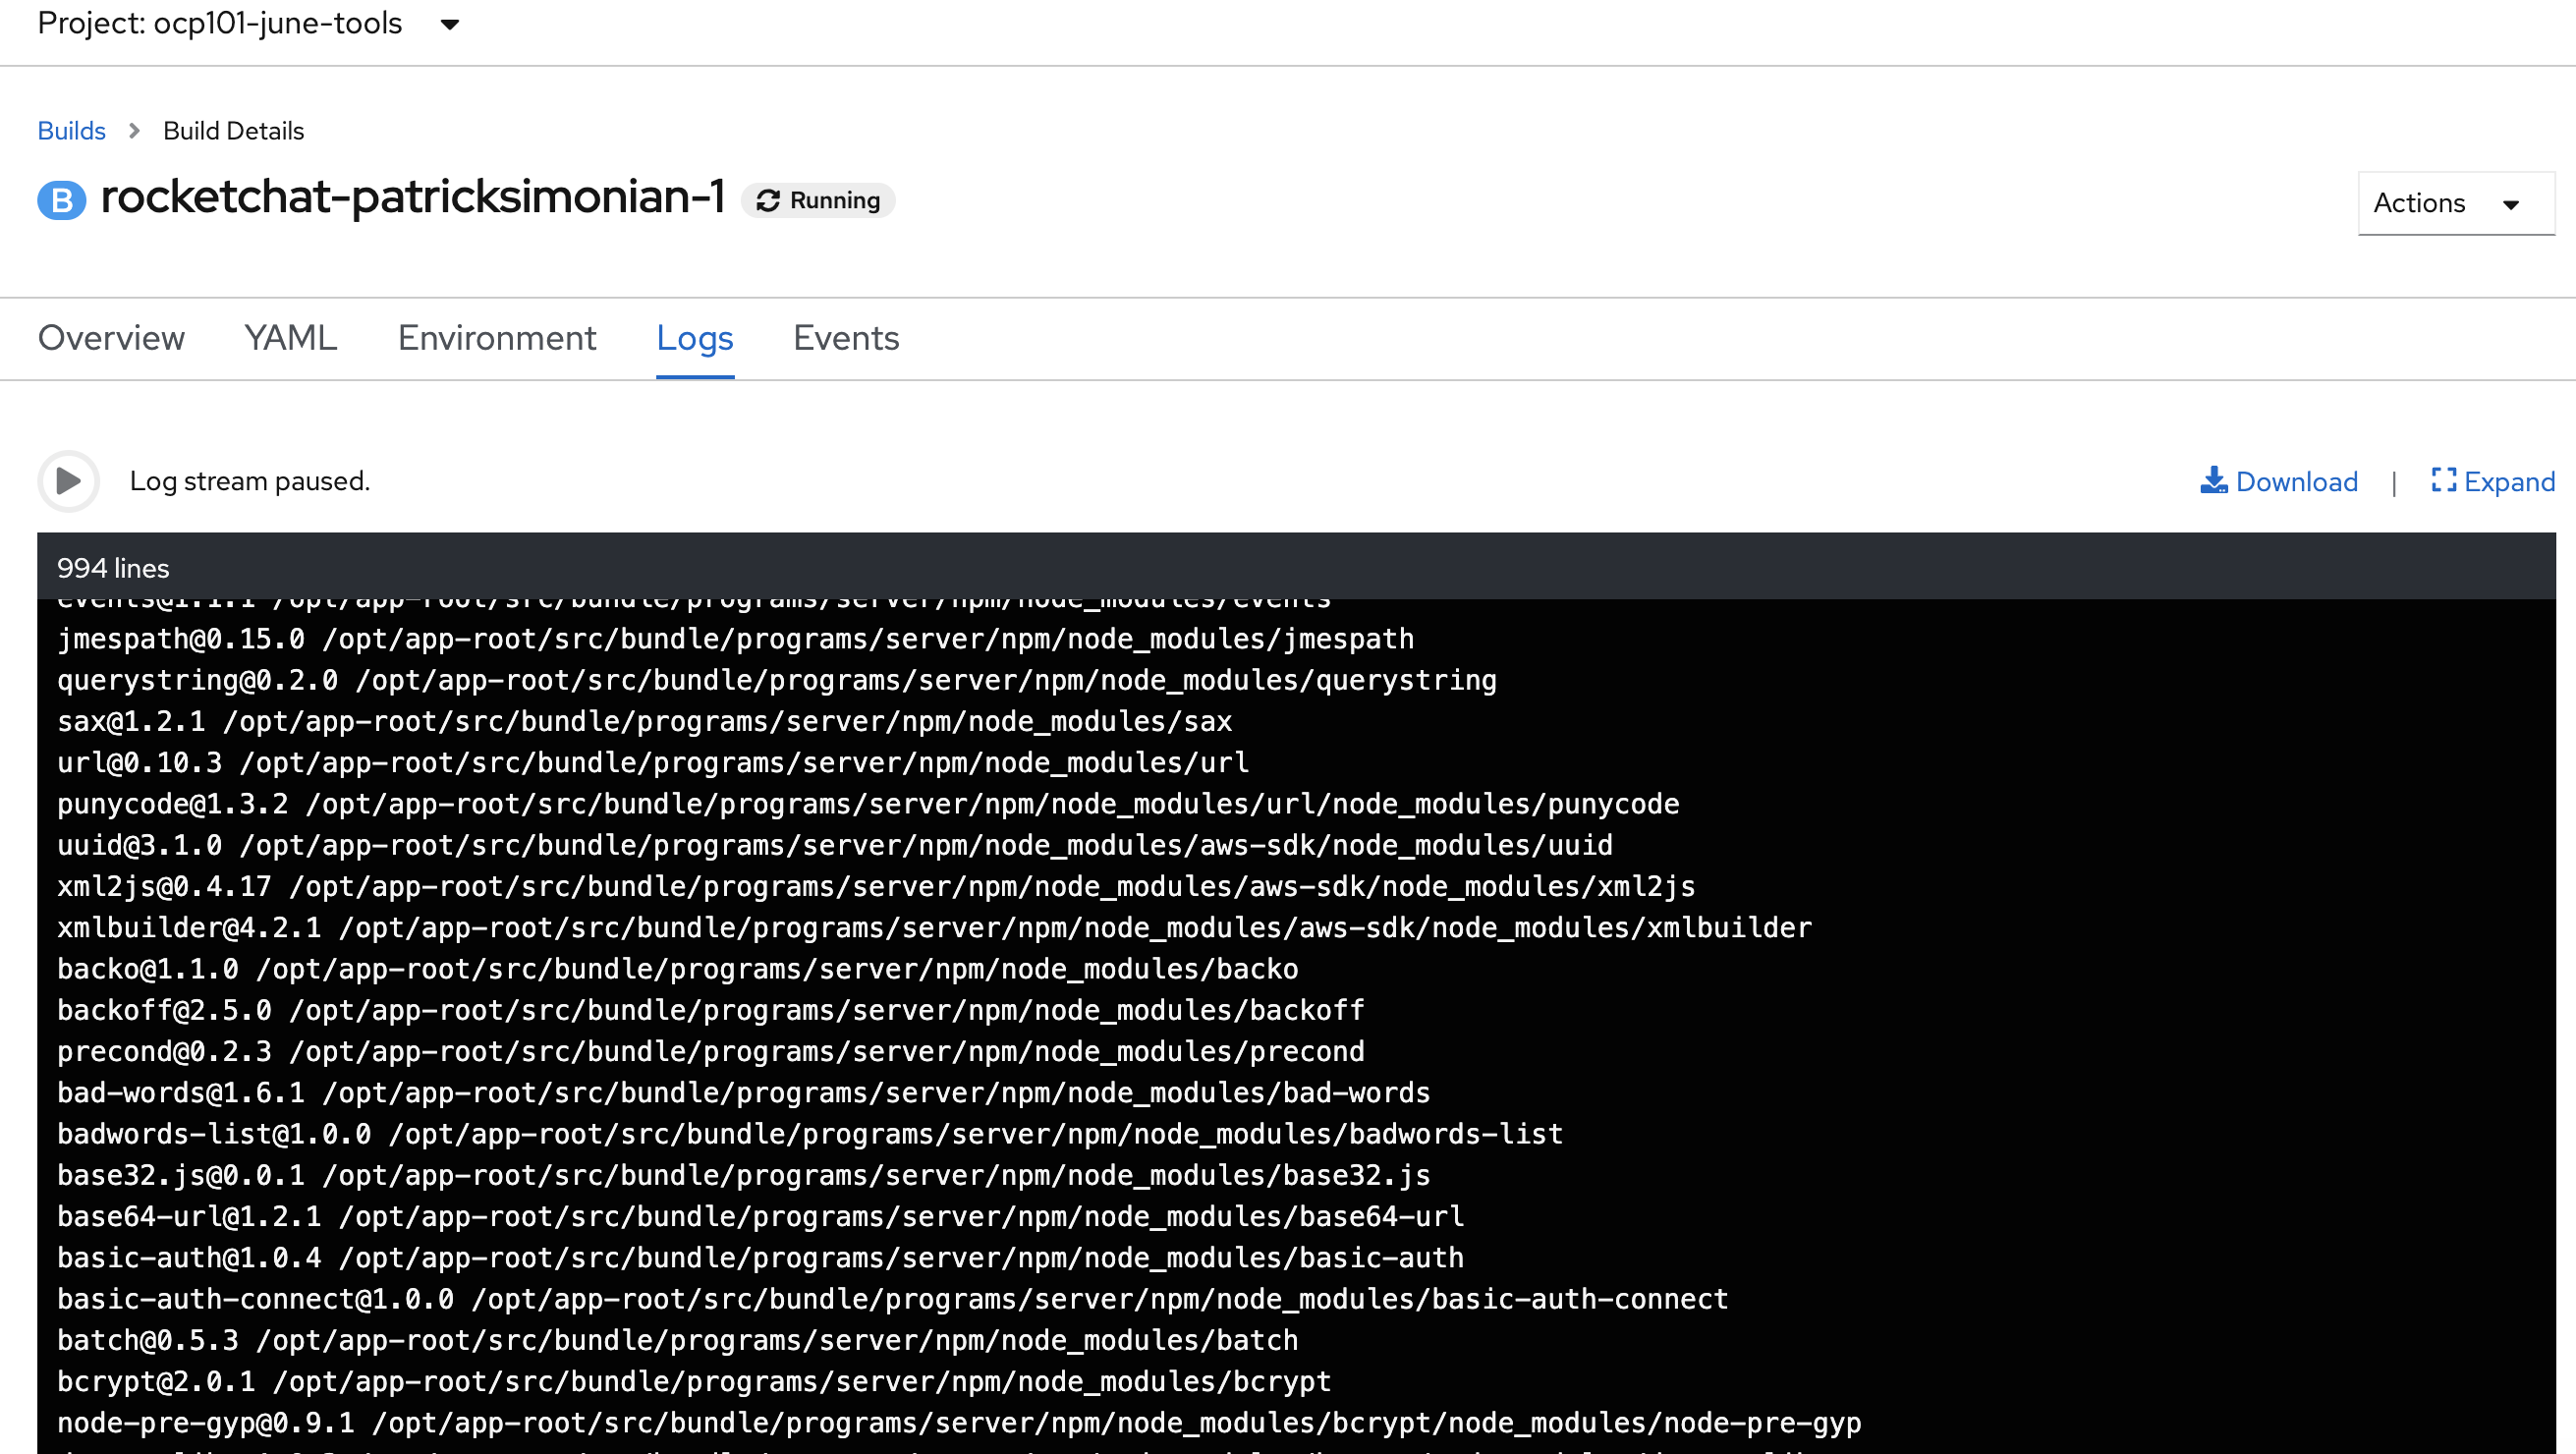 Project: ocp101-june-tools
Builds > Build Details
B rocketchat-patricksimonian-1 Running
Actions
Overview YAML Environment Logs Events
Log stream paused.
Download | Expand
994 lines
events@1.1.1 /opt/app-root/src/bundle/programs/server/npm/node_modules/events
jmespath@0.15.0 /opt/app-root/src/bundle/programs/server/npm/node_modules/jmespath
querystring@0.2.0 /opt/app-root/src/bundle/programs/server/npm/node_modules/querystring
sax@1.2.1 /opt/app-root/src/bundle/programs/server/npm/node_modules/sax
url@0.10.3 /opt/app-root/src/bundle/programs/server/npm/node_modules/url
punycode@1.3.2 /opt/app-root/src/bundle/programs/server/npm/node_modules/url/node_modules/punycode
uuid@3.1.0 /opt/app-root/src/bundle/programs/server/npm/node_modules/aws-sdk/node_modules/uuid
xml2js@0.4.17 /opt/app-root/src/bundle/programs/server/npm/node_modules/aws-sdk/node_modules/xml2js
xmlbuilder@4.2.1 /opt/app-root/src/bundle/programs/server/npm/node_modules/aws-sdk/node_modules/xmlbuilder
backo@1.1.0 /opt/app-root/src/bundle/programs/server/npm/node_modules/backo
backoff@2.5.0 /opt/app-root/src/bundle/programs/server/npm/node_modules/backoff
precond@0.2.3 /opt/app-root/src/bundle/programs/server/npm/node_modules/precond
bad-words@1.6.1 /opt/app-root/src/bundle/programs/server/npm/node_modules/bad-words
badwords-list@1.0.0 /opt/app-root/src/bundle/programs/server/npm/node_modules/badwords-list
base32.js@0.0.1 /opt/app-root/src/bundle/programs/server/npm/node_modules/base32.js
base64-url@1.2.1 /opt/app-root/src/bundle/programs/server/npm/node_modules/base64-url
basic-auth@1.0.4 /opt/app-root/src/bundle/programs/server/npm/node_modules/basic-auth
basic-auth-connect@1.0.0 /opt/app-root/src/bundle/programs/server/npm/node_modules/basic-auth-connect
batch@0.5.3 /opt/app-root/src/bundle/programs/server/npm/node_modules/batch
bcrypt@2.0.1 /opt/app-root/src/bundle/programs/server/npm/node_modules/bcrypt
node-pre-gyp@0.9.1 /opt/app-root/src/bundle/programs/server/npm/node_modules/bcrypt/node_modules/node-pre-gyp